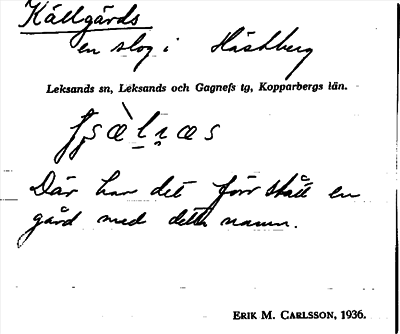 Källgårds
en slog i Hästberg
Leksands sn, Leksands och Gagnefs tg, Kopparbergs län.
Där har det förr stått en
gård med detta namn.
ERIK M. CARLSSON, 1936.